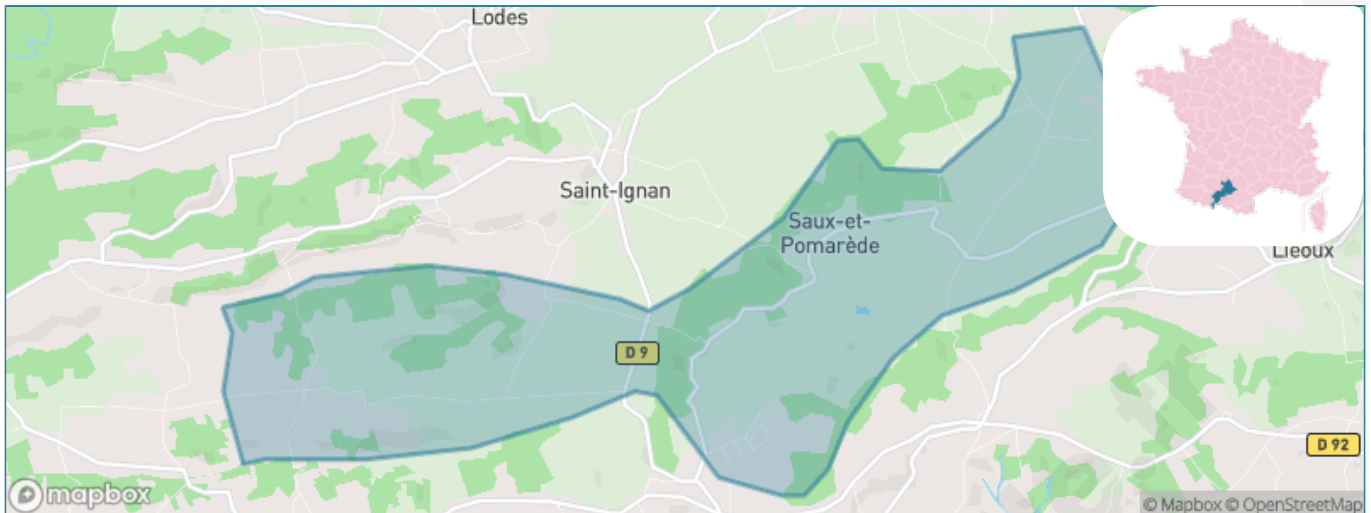 Lodes
Saint-Ignan
Saux-et-
Pomarède
Lieoux
D 9
D 92
mapbox
© Mapbox © OpenStreetMap